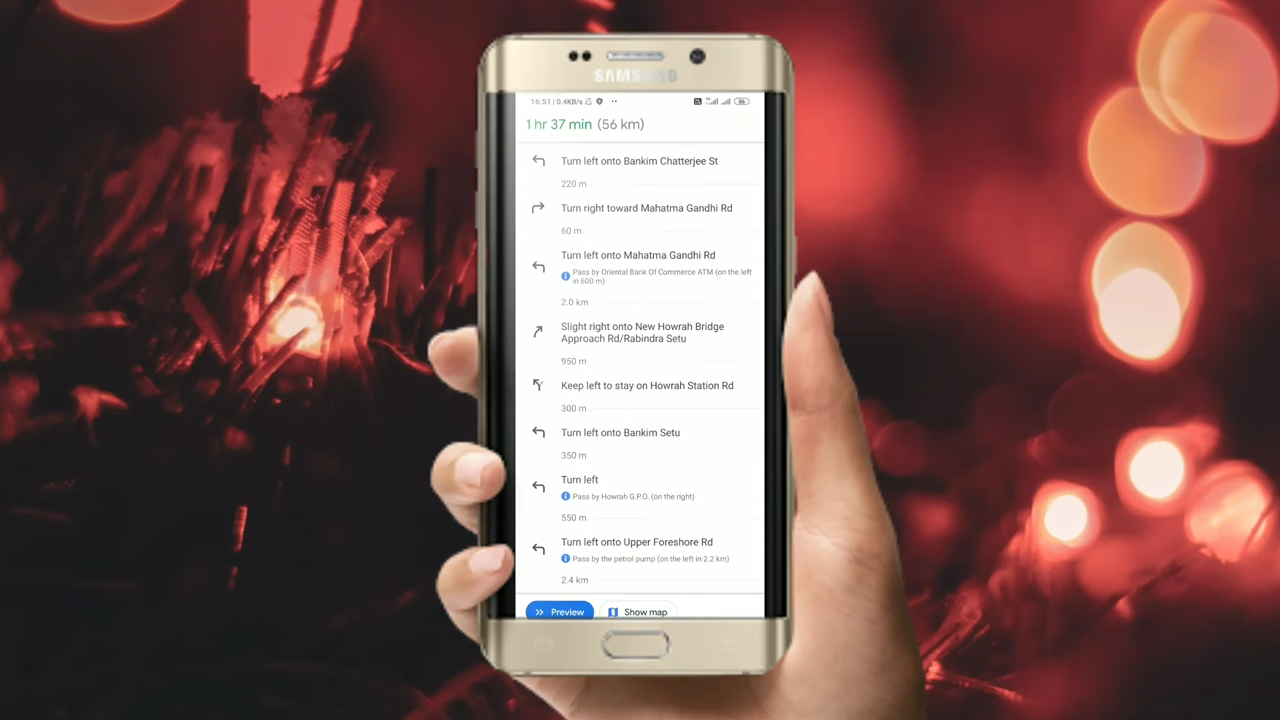 SAMSUNG
16:51 | 0.4KB/s
1 hr 37 min (56 km)
Turn left onto Bankim Chatterjee St
220 m
Turn right toward Mahatma Gandhi Rd
60 m
Turn left onto Mahatma Gandhi Rd
Pass by Oriental Bank Of Commerce ATM (on the left
in 600 m)
2.0 km
Slight right onto New Howrah Bridge
Approach Rd/Rabindra Setu
950 m
Keep left to stay on Howrah Station Rd
300 m
Turn left onto Bankim Setu
350 m
Turn left
Pass by Howrah G.P.O. (on the right)
550 m
Turn left onto Upper Foreshore Rd
Pass by the petrol pump (on the left in 2.2 km)
2.4 km
Preview
Show map